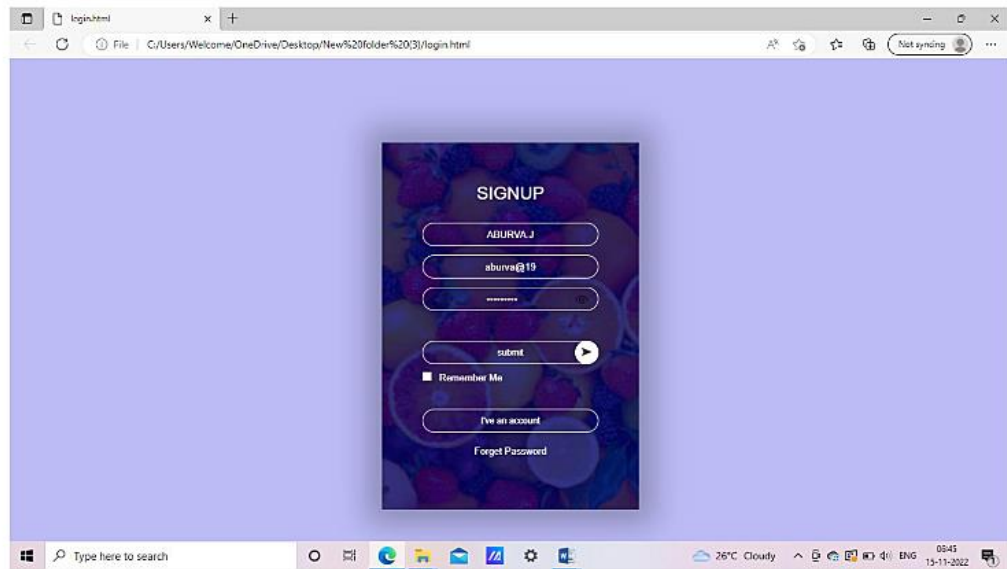 login.html
File C:/Users/Welcome/OneDrive/Desktop/New%20folder%20(3)/login.html
Not syncing
SIGNUP
ABURVA.J
aburva@19
submit
Remember Me
I've an account
Forget Password
Type here to search
26°C Cloudy
ENG
06:45
15-11-2022